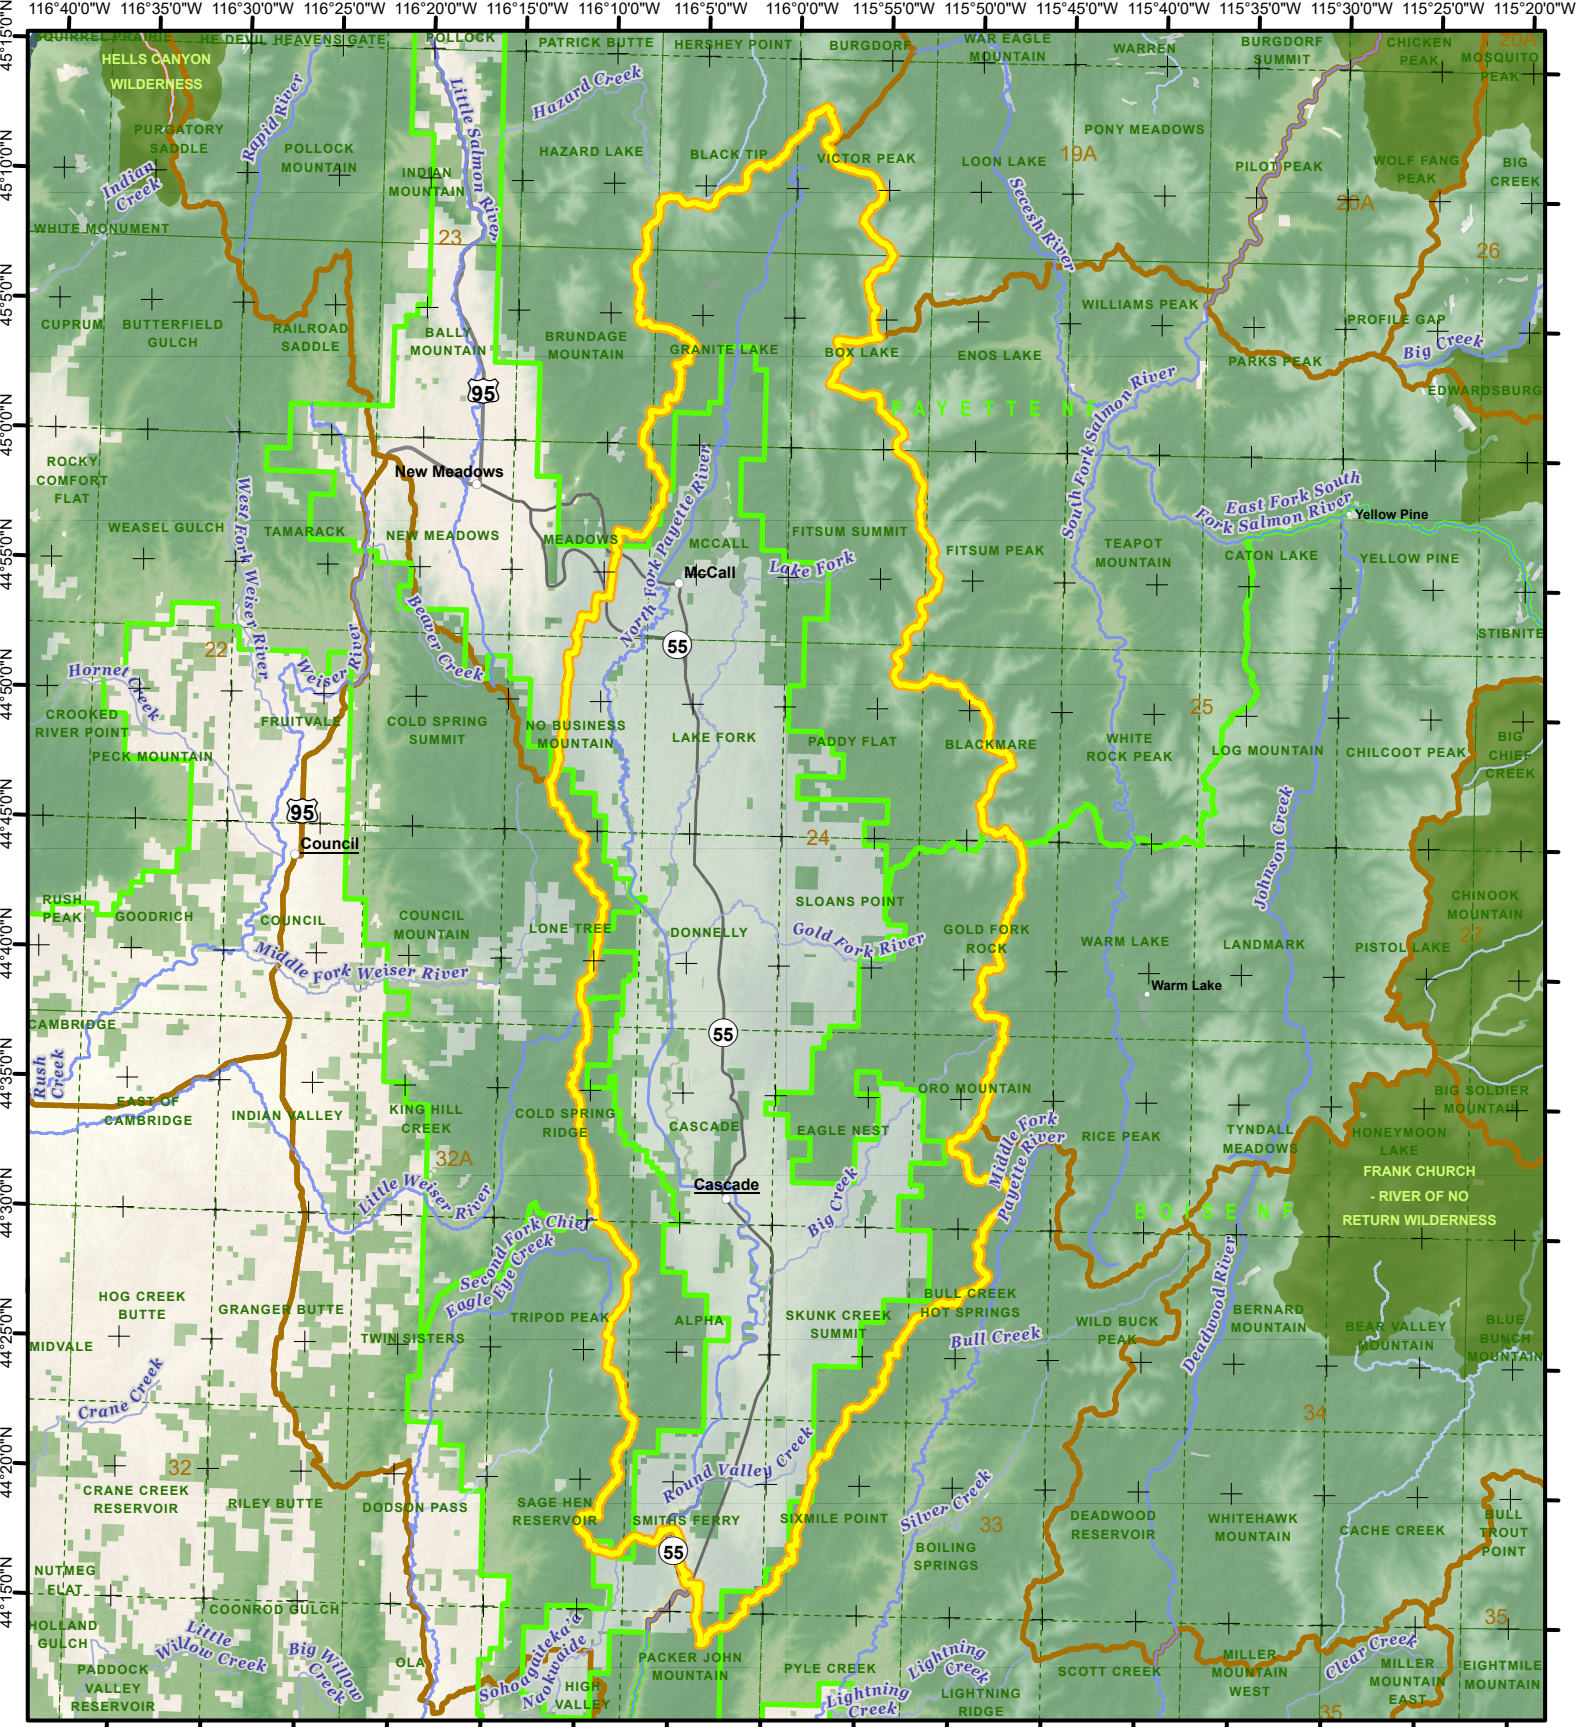 116°40'0"W 116°35'0"W 116°30'0"W 116°25'0"W 116°20'0"W 116°15'0"W 116°10'0"W 116°5'0"W 116°0'0"W 115°55'0"W 115°50'0"W 115°45'0"W 115°40'0"W 115°35'0"W 115°30'0"W 115°25'0"W 115°20'0"W
45°15'0"N
45°10'0"N
45°5'0"N
45°0'0"N
44°55'0"N
44°50'0"N
44°45'0"N
44°40'0"N
44°35'0"N
44°30'0"N
44°25'0"N
44°20'0"N
44°15'0"N
SQUIRREL PRAIRIE
HE DEVIL
HEAVENS GATE
POLLOCK
PATRICK BUTTE
HERSHEY POINT
BURGDORF
WAR EAGLE
MOUNTAIN
WARREN
BURGDORF
SUMMIT
CHICKEN
PEAK
20A
MOSQUITO
PEAK
HELLS CANYON
WILDERNESS
Rapid River
Little Salmon River
Hazard Creek
PURGATORY
SADDLE
POLLOCK
MOUNTAIN
INDIAN
MOUNTAIN
HAZARD LAKE
BLACK TIP
VICTOR PEAK
LOON LAKE
PONY MEADOWS
19A
PILOT PEAK
WOLF FANG
PEAK
BIG
CREEK
Indian
Creek
20A
Secesh River
WHITE MONUMENT
23
26
CUPRUM
BUTTERFIELD
GULCH
RAILROAD
SADDLE
BALLY
MOUNTAIN
BRUNDAGE
MOUNTAIN
GRANITE LAKE
BOX LAKE
ENOS LAKE
WILLIAMS PEAK
PARKS PEAK
PROFILE GAP
Big Creek
EDWARDSBURG
95
PAYETTE NF
South Fork Salmon River
ROCKY
COMFORT
FLAT
New Meadows
WEASEL GULCH
West Fork Weiser River
TAMARACK
NEW MEADOWS
MEADOWS
MCCALL
North Fork Payette River
FITSUM SUMMIT
FITSUM PEAK
TEAPOT
MOUNTAIN
East Fork South
Fork Salmon River
Yellow Pine
CATON LAKE
YELLOW PINE
McCall
Lake Fork
Beaver Creek
STIBNITE
55
22
Hornet
Creek
Weiser River
CROOKED
RIVER POINT
PECK MOUNTAIN
FRUITVALE
COLD SPRING
SUMMIT
NO BUSINESS
MOUNTAIN
LAKE FORK
PADDY FLAT
BLACKMARE
WHITE
ROCK PEAK
25
LOG MOUNTAIN
CHILCOOT PEAK
BIG
CHIEF
CREEK
95
Council
24
Johnson Creek
RUSH
PEAK
GOODRICH
COUNCIL
COUNCIL
MOUNTAIN
LONE TREE
DONNELLY
SLOANS POINT
Gold Fork River
GOLD FORK
ROCK
WARM LAKE
LANDMARK
PISTOL LAKE
CHINOOK
MOUNTAIN
27
Middle Fork Weiser River
Warm Lake
CAMBRIDGE
55
Rush
Creek
EAST OF
CAMBRIDGE
INDIAN VALLEY
KING HILL
CREEK
COLD SPRING
RIDGE
CASCADE
EAGLE NEST
ORO MOUNTAIN
Middle Fork
Payette River
RICE PEAK
TYNDALL
MEADOWS
HONEYMOON
LAKE
BIG SOLDIER
MOUNTAIN
32A
Little Weiser River
Cascade
Big Creek
FRANK CHURCH
- RIVER OF NO
RETURN WILDERNESS
BOISE NF
Second Fork Chief
Eagle Eye Creek
Deadwood River
HOG CREEK
BUTTE
GRANGER BUTTE
TWIN SISTERS
TRIPOD PEAK
ALPHA
SKUNK CREEK
SUMMIT
BULL CREEK
HOT SPRINGS
Bull Creek
WILD BUCK
PEAK
BERNARD
MOUNTAIN
BEAR VALLEY
MOUNTAIN
BLUE
BUNCH
MOUNTAIN
MIDVALE
Crane Creek
34
32
CRANE CREEK
RESERVOIR
RILEY BUTTE
DODSON PASS
SAGE HEN
RESERVOIR
Round Valley Creek
SMITHS FERRY
SIXMILE POINT
Silver Creek
33
BOILING
SPRINGS
DEADWOOD
RESERVOIR
WHITEHAWK
MOUNTAIN
CACHE CREEK
BULL
TROUT
POINT
55
NUTMEG
FLAT
HOLLAND
GULCH
COONROD GULCH
Little
Willow Creek
Big Willow
Creek
PADDOCK
VALLEY
RESERVOIR
OLA
Sohogaiteka'a
Naokwaide
HIGH
VALLEY
PACKER JOHN
MOUNTAIN
PYLE CREEK
Lightning
Creek
Lightning
Creek
LIGHTNING
RIDGE
SCOTT CREEK
MILLER
MOUNTAIN
WEST
Clear Creek
MILLER
MOUNTAIN
EAST
35
EIGHTMILE
MOUNTAIN
35